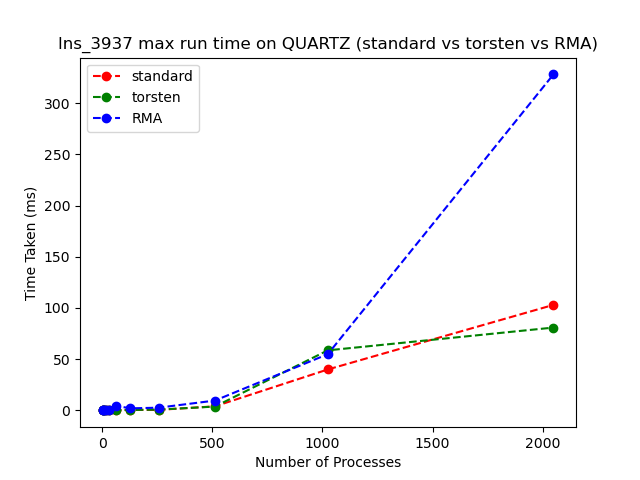 lns_3937 max run time on QUARTZ (standard vs torsten vs RMA)
standard
torsten
RMA
Time Taken (ms)
300
250
200
150
100
50
0
0 500 1000 1500 2000
Number of Processes